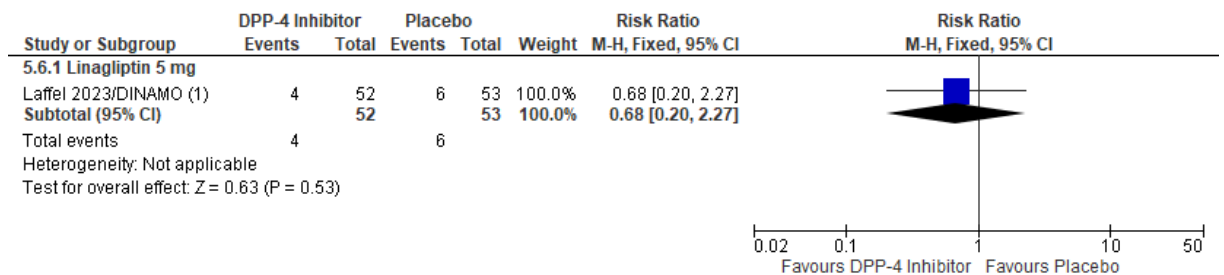 DPP-4 Inhibitor Placebo Risk Ratio Risk Ratio
Study or Subgroup Events Total Events Total Weight M-H, Fixed, 95% CI M-H, Fixed, 95% CI
5.6.1 Linagliptin 5 mg
Laffel 2023/DINAMO (1) 4 52 6 53 100.0% 0.68 [0.20, 2.27]
Subtotal (95% CI) 52 53 100.0% 0.68 [0.20, 2.27]
Total events 4 6
Heterogeneity: Not applicable
Test for overall effect: Z = 0.63 (P = 0.53)
0.02 0.1 1 10 50
Favours DPP-4 Inhibitor Favours Placebo